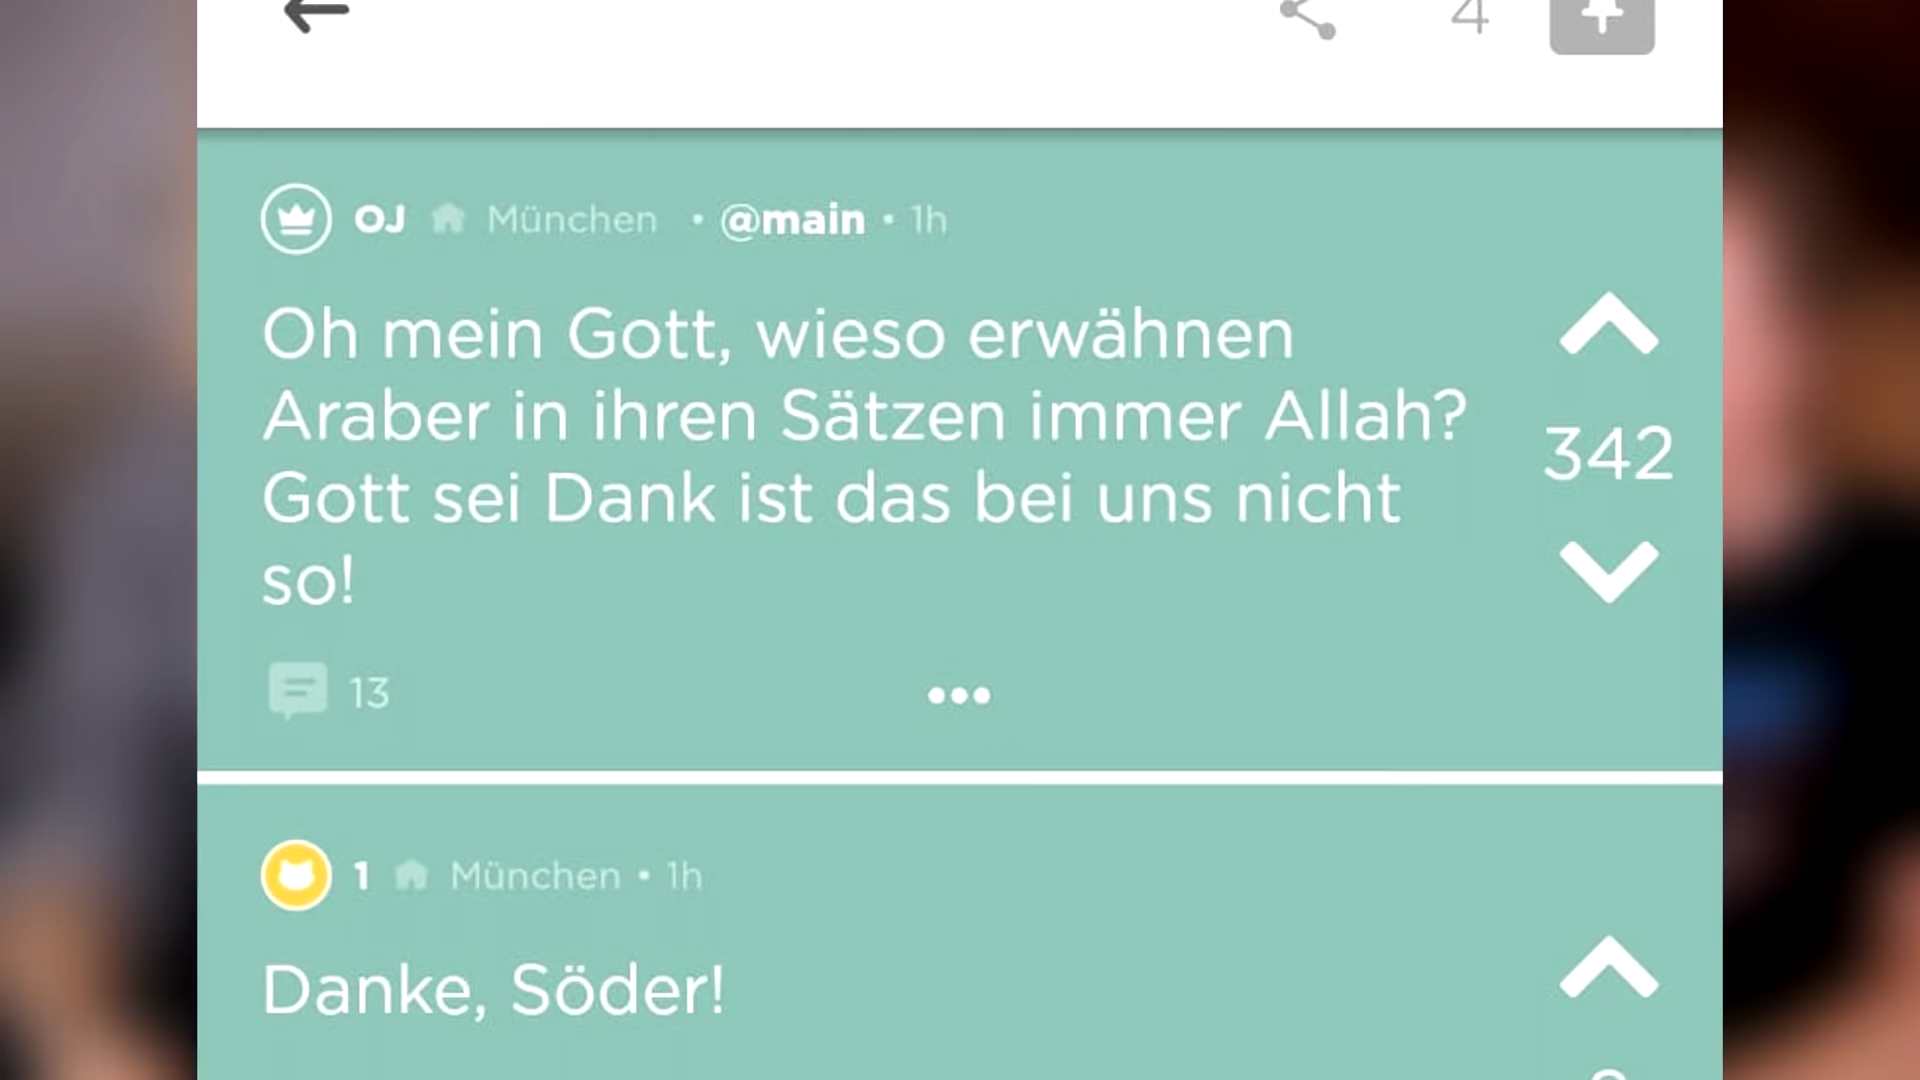 4
OJ München • @main • 1h
Oh mein Gott, wieso erwähnen
Araber in ihren Sätzen immer Allah?
Gott sei Dank ist das bei uns nicht
so!
342
13
1 München • 1h
Danke, Söder!